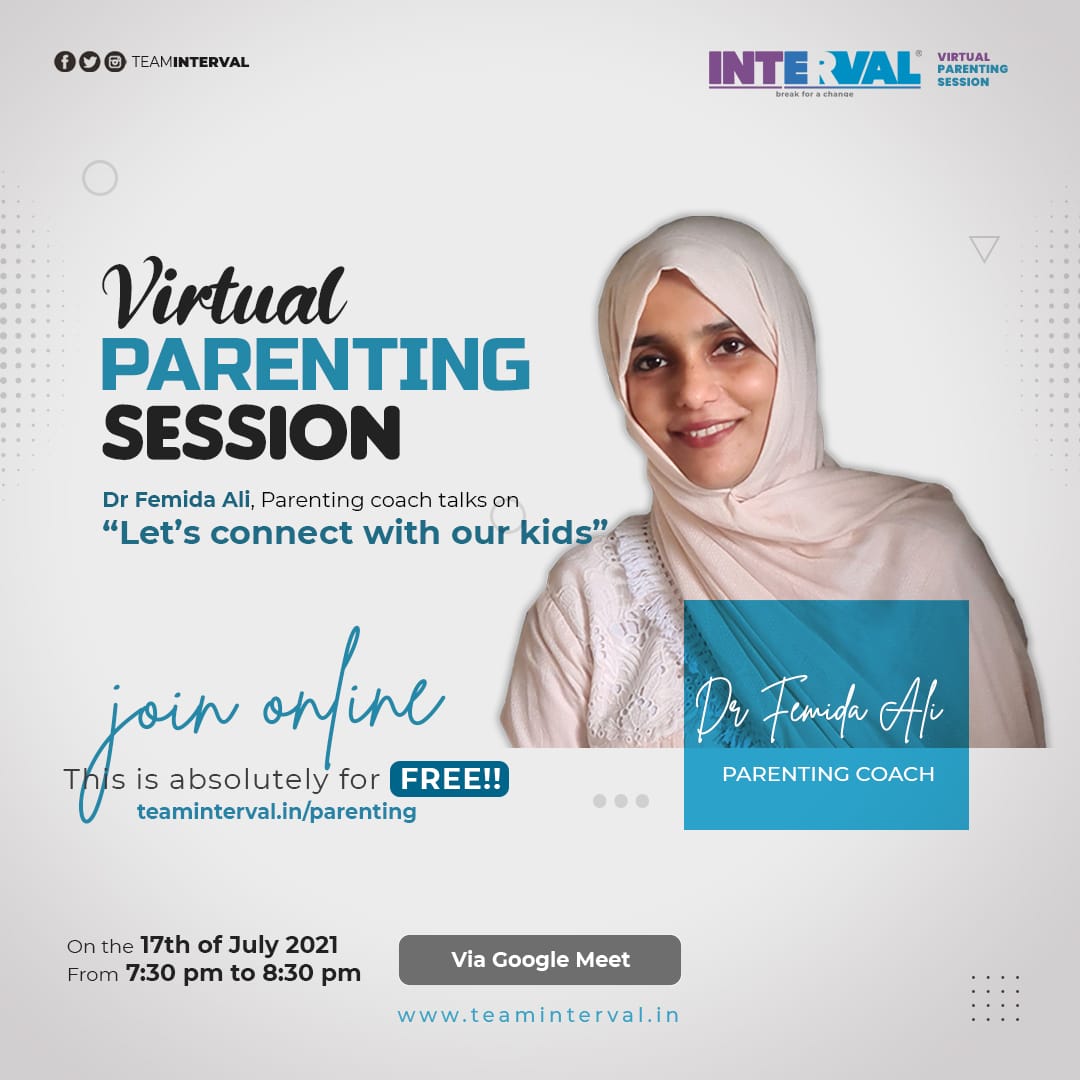 TEAMINTERVAL
INTERVAL®
break for a change
VIRTUAL
PARENTING
SESSION
Virtual
PARENTING
SESSION
Dr Femida Ali, Parenting coach talks on
“Let’s connect with our kids”
join online
This is absolutely for FREE!!
teaminterval.in/parenting
Dr Femida Ali
PARENTING COACH
On the 17th of July 2021
From 7:30 pm to 8:30 pm
Via Google Meet
www.teaminterval.in